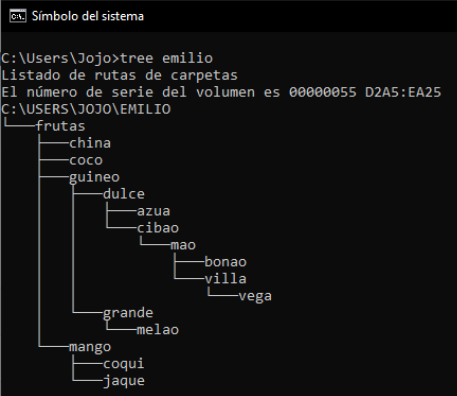 Símbolo del sistema
C:\Users\Jojo>tree emilio
Listado de rutas de carpetas
El número de serie del volumen es 00000055 D2A5:EA25
C:\USERS\JOJO\EMILIO
└───frutas
    ├───china
    ├───coco
    ├───guineo
    │   ├───dulce
    │   │   ├───azua
    │   │   └───cibao
    │   │       └───mao
    │   │           ├───bonao
    │   │           └───villa
    │   │               └───vega
    │   └───grande
    │       └───melao
    └───mango
        ├───coqui
        └───jaque